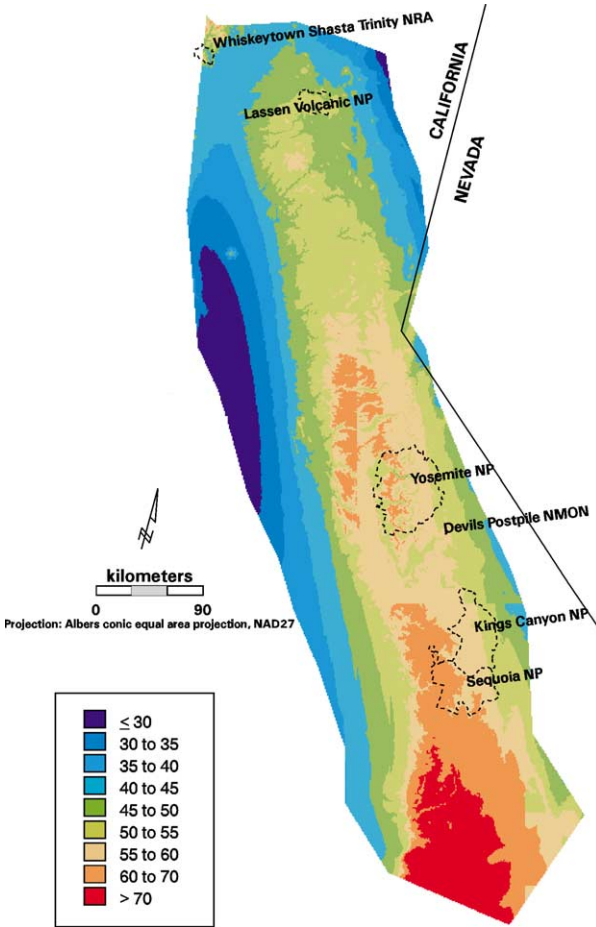 Whiskeytown Shasta Trinity NRA
Lassen Volcanic NP
CALIFORNIA
NEVADA
Yosemite NP
Devils Postpile NMON
kilometers
0 90
Projection: Albers conic equal area projection, NAD27
Kings Canyon NP
Sequoia NP
≤ 30
30 to 35
35 to 40
40 to 45
45 to 50
50 to 55
55 to 60
60 to 70
> 70